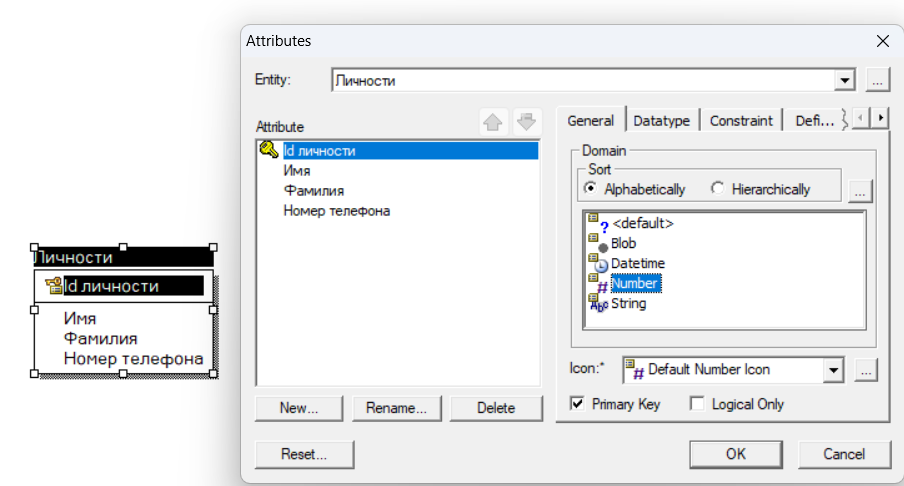 Attributes
Entity: Личности ...
Attribute
Id личности
Имя
Фамилия
Номер телефона
New... Rename... Delete
Reset...
General Datatype Constraint Defi...
Domain
Sort
Alphabetically Hierarchically ...
<default>
Blob
Datetime
Number
String
Icon:* Default Number Icon ...
Primary Key Logical Only
OK Cancel
Личности
Id личности
Имя
Фамилия
Номер телефона